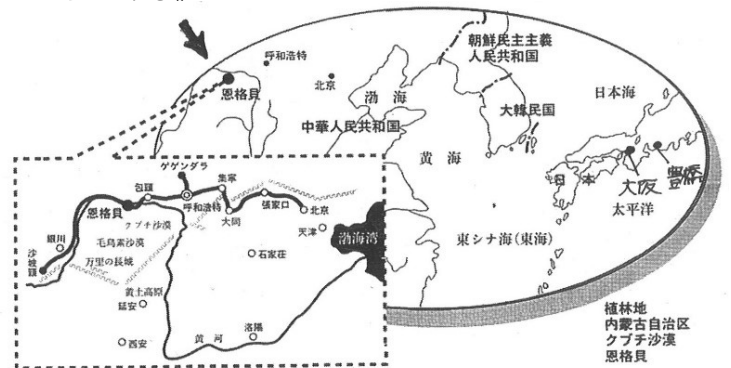 朝鮮民主主義
人民共和国
呼和浩特
北京
恩格貝
渤海
日本海
大韓民国
中華人民共和国
黄海
日本
大阪
豊橋
太平洋
東シナ海(東海)
ゲゲンダラ
集寧
包頭
恩格貝
呼和浩特
大同
張家口
北京
クブチ沙漠
天津
渤海湾
銀川
毛烏素沙漠
沙坡頭
万里の長城
石家荘
黄土高原
延安
西安
黄河
洛陽
植林地
内蒙古自治区
クブチ沙漠
恩格貝